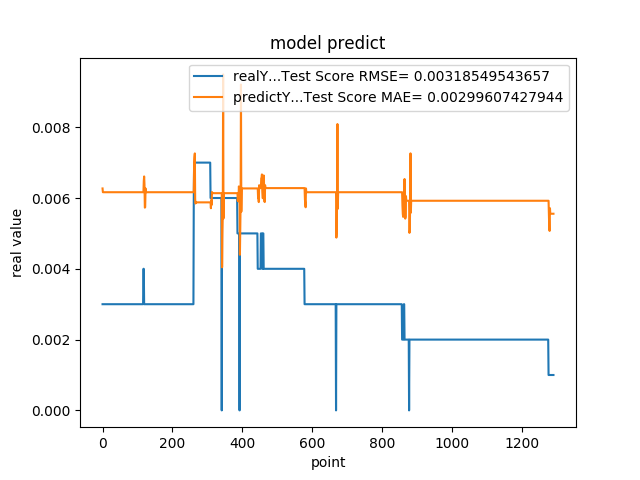 model predict
realY...Test Score RMSE= 0.00318549543657
predictY...Test Score MAE= 0.00299607427944
0.008
0.006
0.004
0.002
0.000
real value
0 200 400 600 800 1000 1200
point